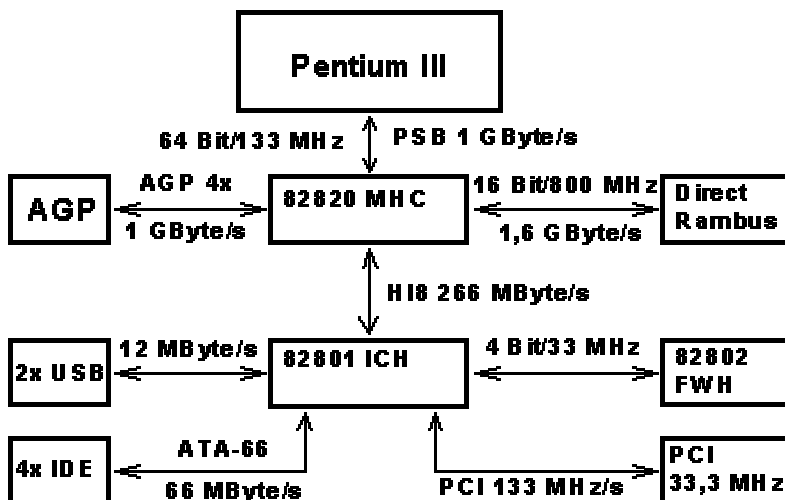 Pentium III
64 Bit/133 MHz
PSB 1 GByte/s
AGP
AGP 4x
1 GByte/s
82820 MHC
16 Bit/800 MHz
1,6 GByte/s
Direct
Rambus
HI8 266 MByte/s
2x USB
12 MByte/s
82801 ICH
4 Bit/33 MHz
82802
FWH
4x IDE
ATA-66
66 MByte/s
PCI 133 MHz/s
PCI
33,3 MHz